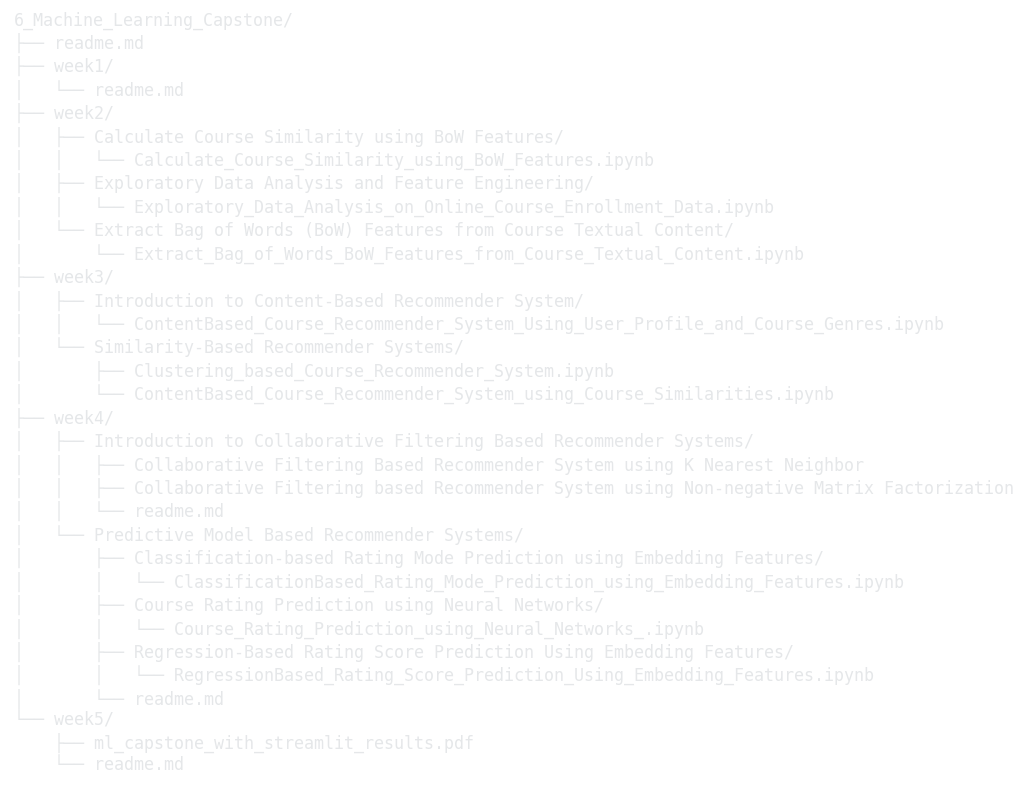 6_Machine_Learning_Capstone/
├── readme.md
├── week1/
│   └── readme.md
├── week2/
│   ├── Calculate Course Similarity using BoW Features/
│   │   └── Calculate_Course_Similarity_using_BoW_Features.ipynb
│   ├── Exploratory Data Analysis and Feature Engineering/
│   │   └── Exploratory_Data_Analysis_on_Online_Course_Enrollment_Data.ipynb
│   └── Extract Bag of Words (BoW) Features from Course Textual Content/
│       └── Extract_Bag_of_Words_BoW_Features_from_Course_Textual_Content.ipynb
├── week3/
│   ├── Introduction to Content-Based Recommender System/
│   │   └── ContentBased_Course_Recommender_System_Using_User_Profile_and_Course_Genres.ipynb
│   └── Similarity-Based Recommender Systems/
│       ├── Clustering_based_Course_Recommender_System.ipynb
│       └── ContentBased_Course_Recommender_System_using_Course_Similarities.ipynb
├── week4/
│   ├── Introduction to Collaborative Filtering Based Recommender Systems/
│   │   ├── Collaborative Filtering Based Recommender System using K Nearest Neighbor
│   │   ├── Collaborative Filtering based Recommender System using Non-negative Matrix Factorization
│   │   └── readme.md
│   └── Predictive Model Based Recommender Systems/
│       ├── Classification-based Rating Mode Prediction using Embedding Features/
│       │   └── ClassificationBased_Rating_Mode_Prediction_using_Embedding_Features.ipynb
│       ├── Course Rating Prediction using Neural Networks/
│       │   └── Course_Rating_Prediction_using_Neural_Networks_.ipynb
│       ├── Regression-Based Rating Score Prediction Using Embedding Features/
│       │   └── RegressionBased_Rating_Score_Prediction_Using_Embedding_Features.ipynb
│       └── readme.md
└── week5/
    ├── ml_capstone_with_streamlit_results.pdf
    └── readme.md